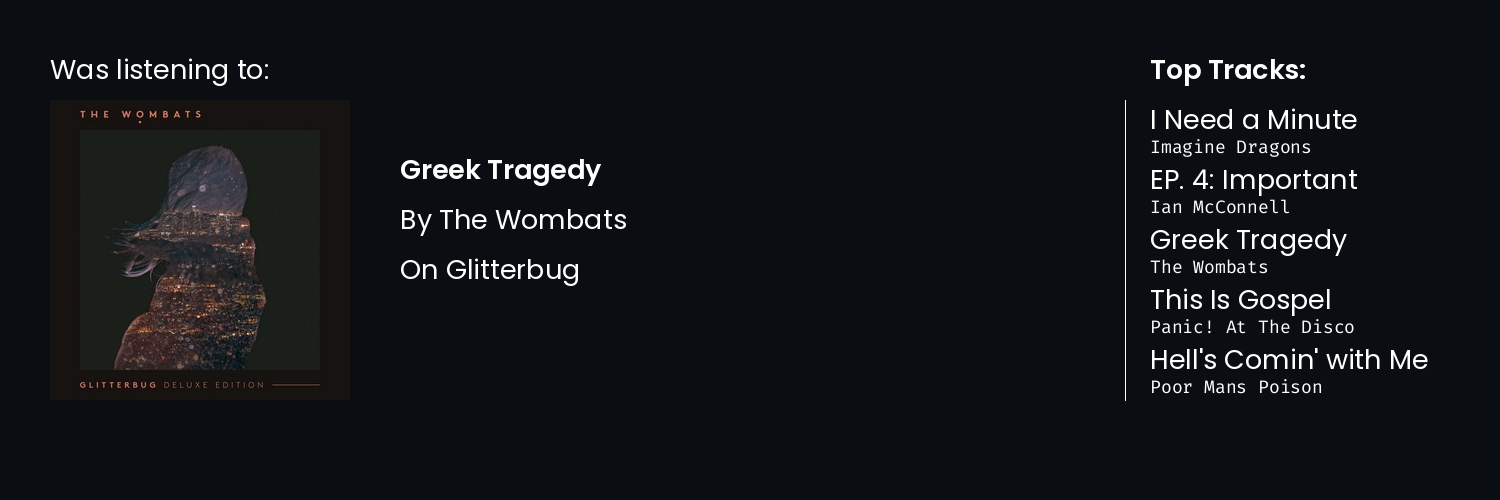 Was listening to:
THE WOMBATS
GLITTERBUG DELUXE EDITION
Greek Tragedy
By The Wombats
On Glitterbug
Top Tracks:
I Need a Minute
Imagine Dragons
EP. 4: Important
Ian McConnell
Greek Tragedy
The Wombats
This Is Gospel
Panic! At The Disco
Hell's Comin' with Me
Poor Mans Poison